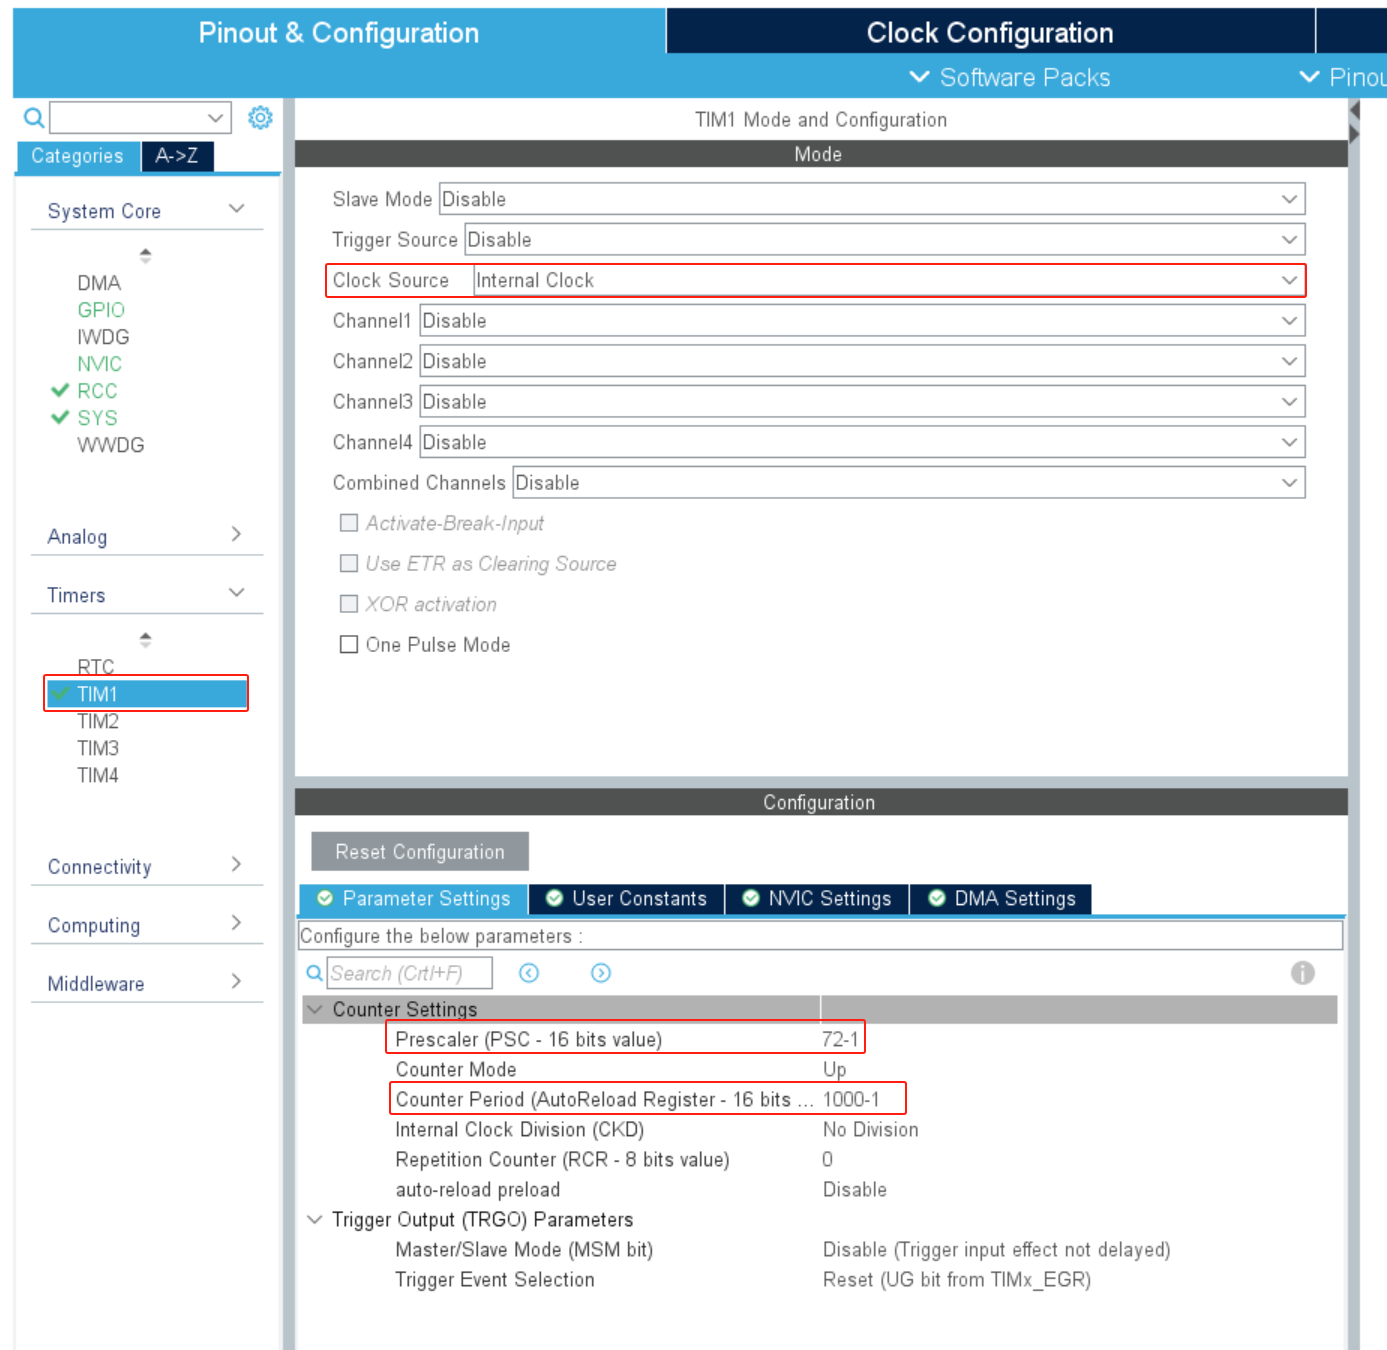 Pinout & Configuration
Clock Configuration
Software Packs
Pinou
Categories
A->Z
System Core
DMA
GPIO
IWDG
NVIC
RCC
SYS
WWDG
Analog
Timers
RTC
TIM1
TIM2
TIM3
TIM4
Connectivity
Computing
Middleware
TIM1 Mode and Configuration
Mode
Slave Mode Disable
Trigger Source Disable
Clock Source Internal Clock
Channel1 Disable
Channel2 Disable
Channel3 Disable
Channel4 Disable
Combined Channels Disable
Activate-Break-Input
Use ETR as Clearing Source
XOR activation
One Pulse Mode
Configuration
Reset Configuration
Parameter Settings
User Constants
NVIC Settings
DMA Settings
Configure the below parameters :
Search (Crtl+F)
Counter Settings
Prescaler (PSC - 16 bits value) 72-1
Counter Mode Up
Counter Period (AutoReload Register - 16 bits ... 1000-1
Internal Clock Division (CKD) No Division
Repetition Counter (RCR - 8 bits value) 0
auto-reload preload Disable
Trigger Output (TRGO) Parameters
Master/Slave Mode (MSM bit) Disable (Trigger input effect not delayed)
Trigger Event Selection Reset (UG bit from TIMx_EGR)